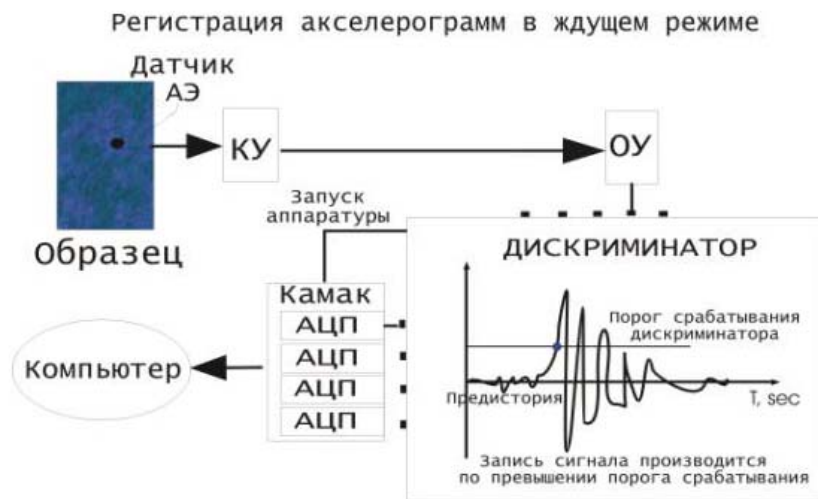 Регистрация акселерограмм в ждущем режиме
Датчик
АЭ
КУ
ОУ
Образец
Запуск
аппаратуры
ДИСКРИМИНАТОР
Камак
АЦП
АЦП
АЦП
АЦП
Компьютер
Порог срабатывания
дискриминатора
Предистория
T, sec
Запись сигнала производится
по превышении порога срабатывания